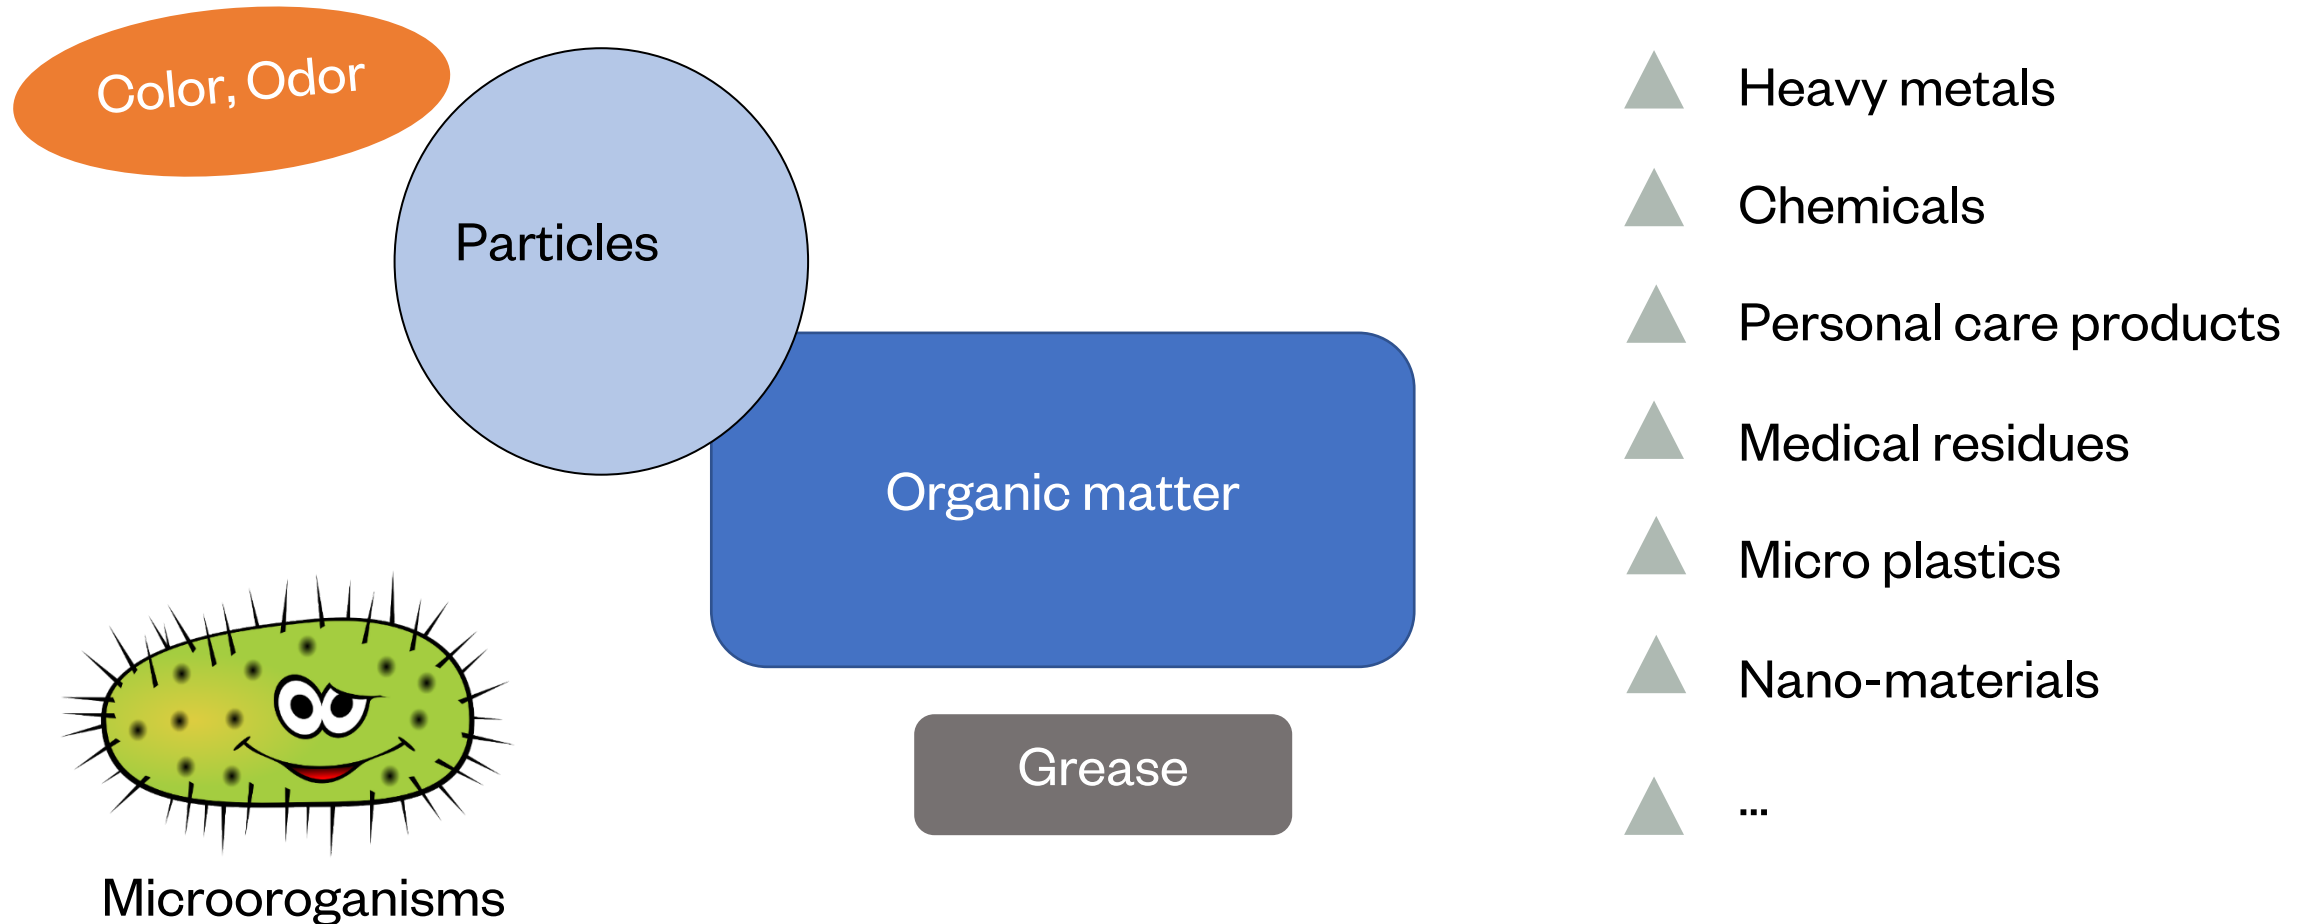 Color, Odor
Particles
Organic matter
Grease
Microoroganisms
Heavy metals
Chemicals
Personal care products
Medical residues
Micro plastics
Nano-materials
...